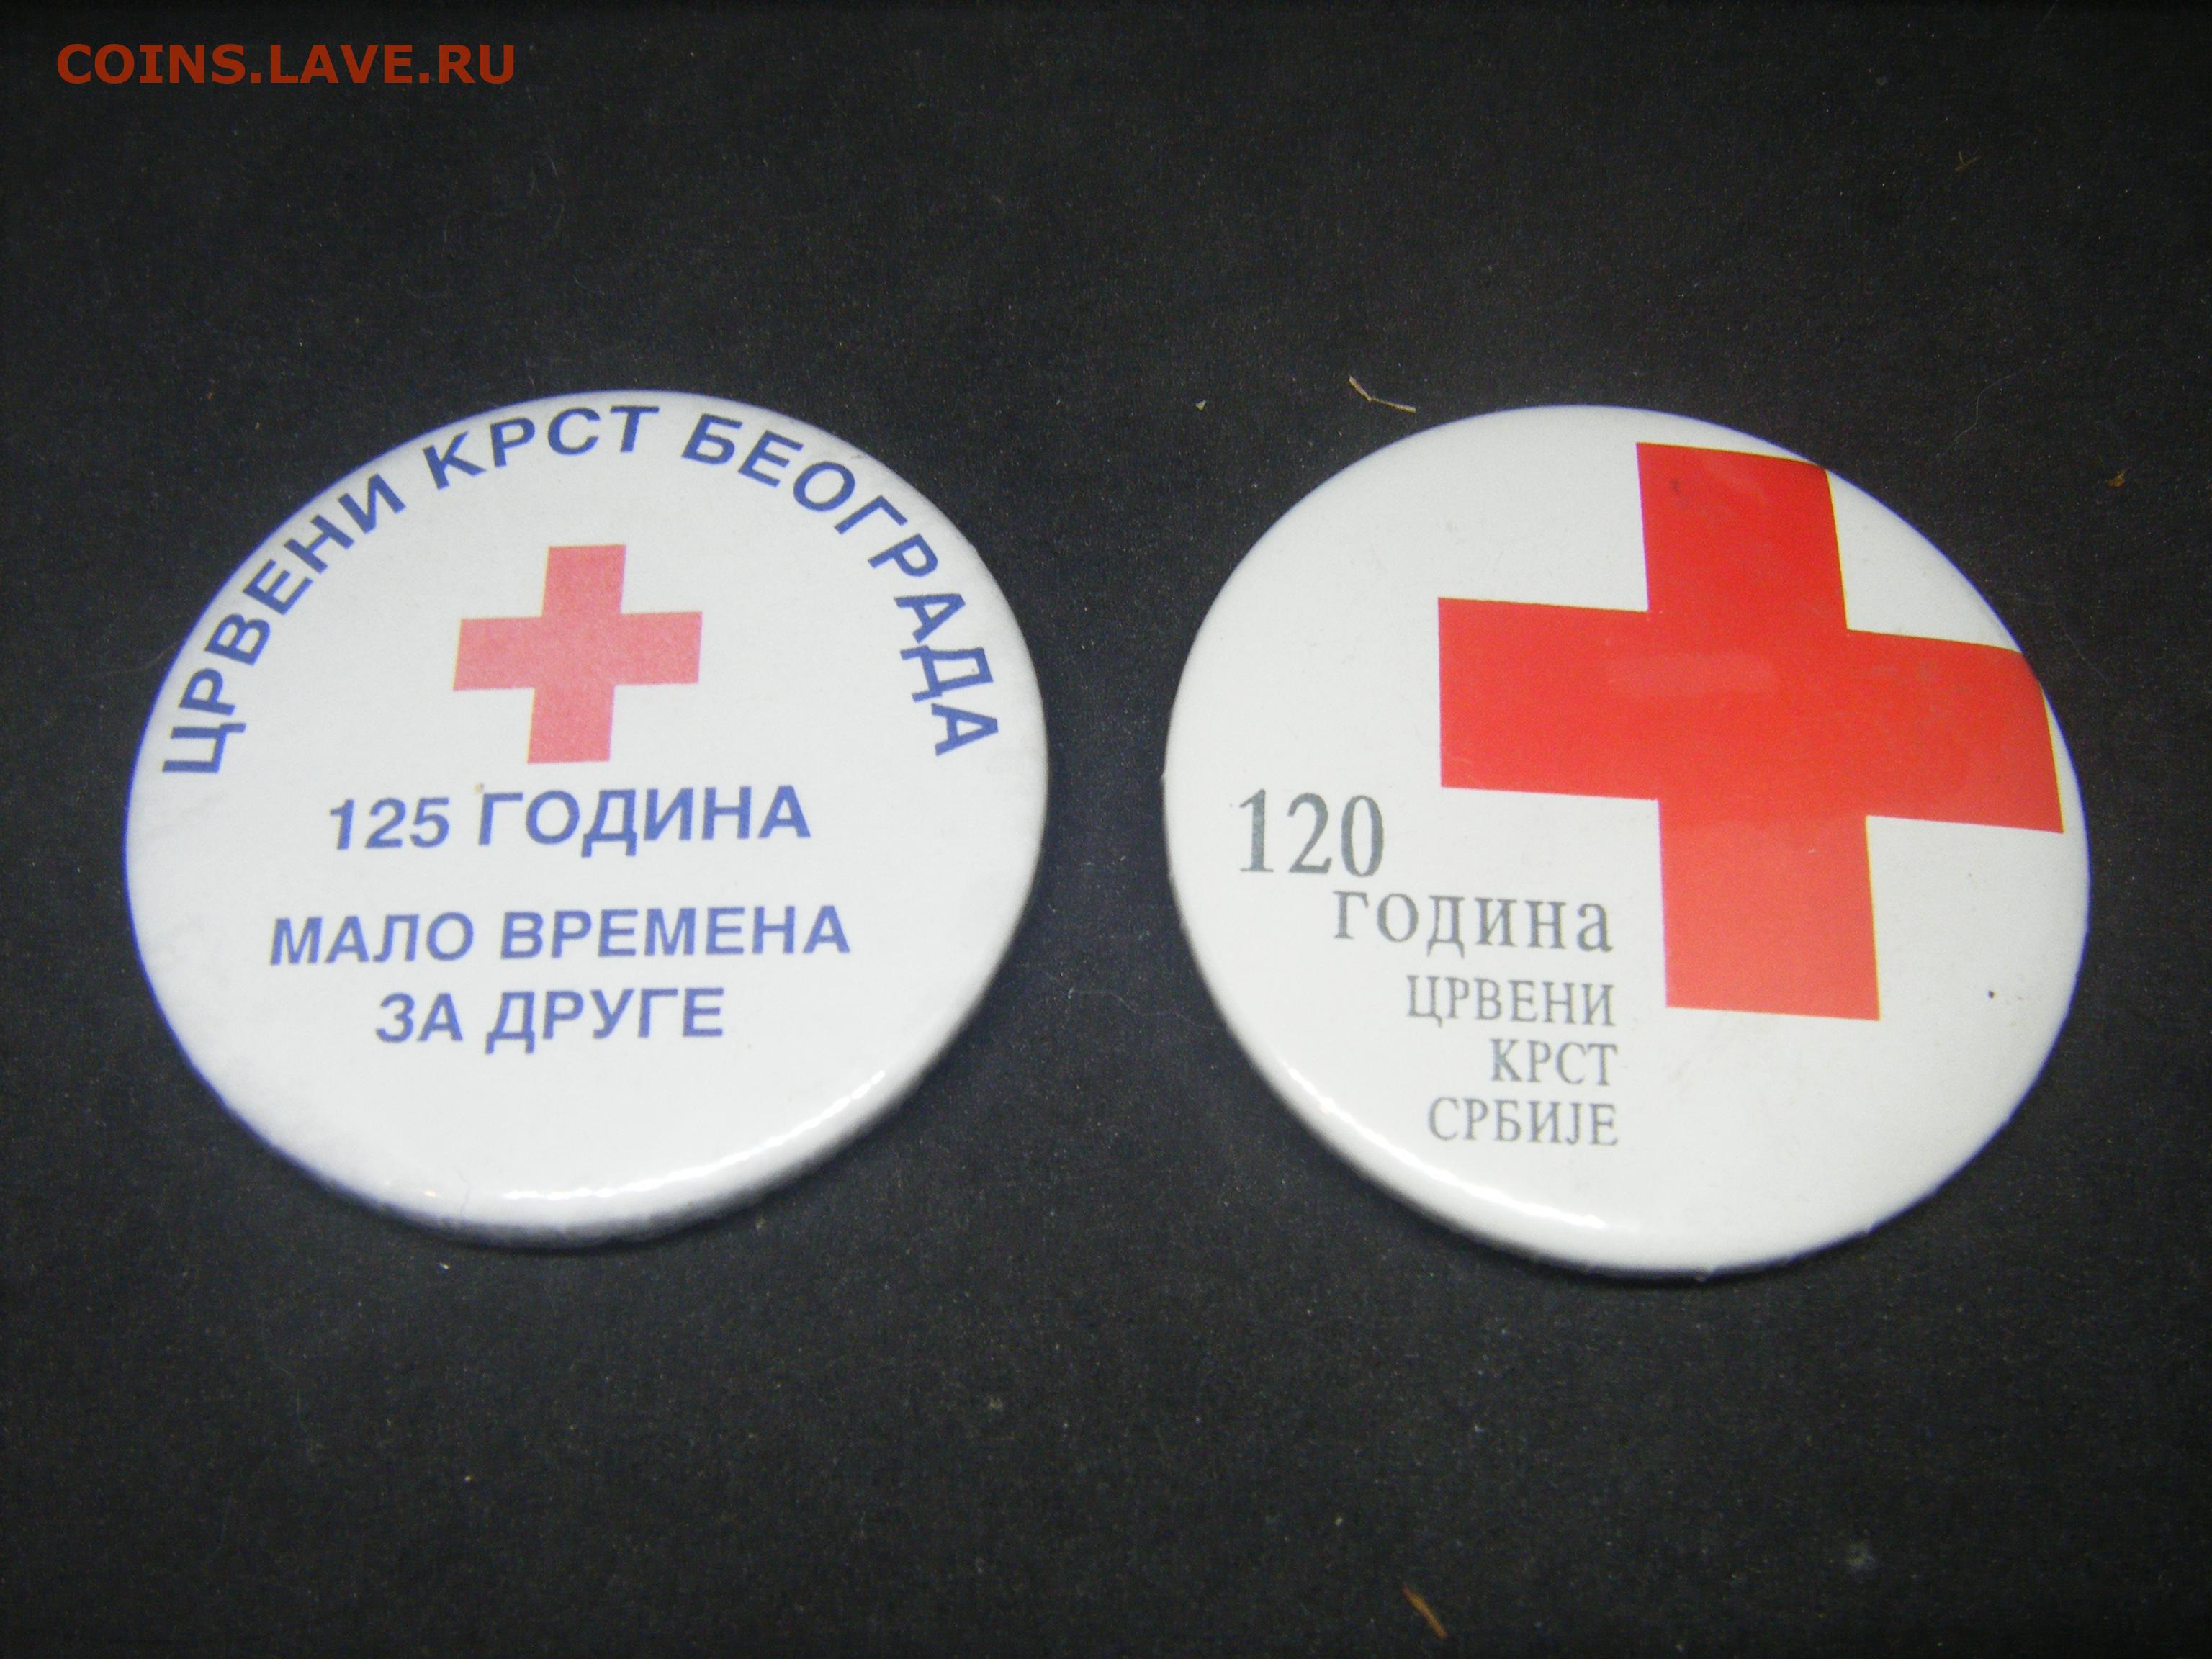 COINS.LAVE.RU
ЦРВЕНИ КРСТ БЕОГРАДА
125 ГОДИНА
МАЛО ВРЕМЕНА
ЗА ДРУГЕ
120
година
ЦРВЕНИ
КРСТ
СРБИЈЕ